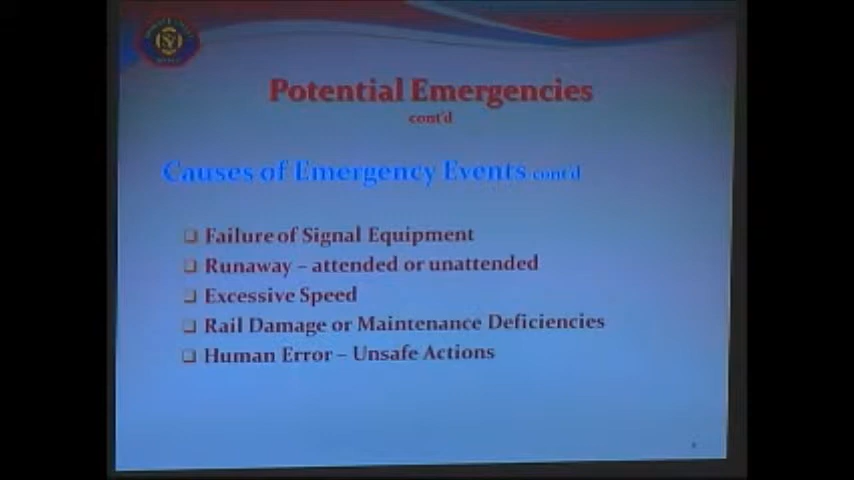 Potential Emergencies
cont'd
Causes of Emergency Events cont'd
❑ Failure of Signal Equipment
❑ Runaway – attended or unattended
❑ Excessive Speed
❑ Rail Damage or Maintenance Deficiencies
❑ Human Error – Unsafe Actions